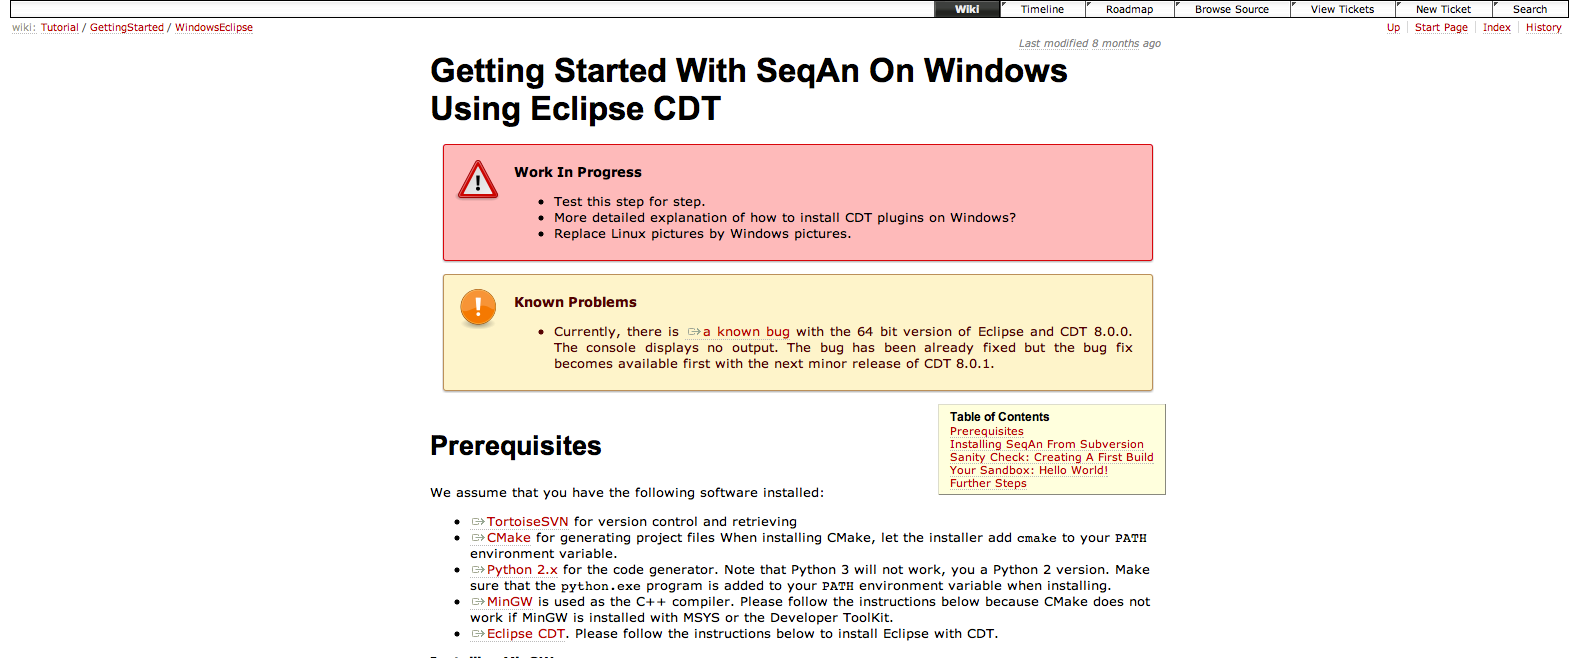 Wiki Timeline Roadmap Browse Source View Tickets New Ticket Search
wiki: Tutorial / GettingStarted / WindowsEclipse Up Start Page Index History
Last modified 8 months ago
Getting Started With SeqAn On Windows
Using Eclipse CDT
Work In Progress
• Test this step for step.
• More detailed explanation of how to install CDT plugins on Windows?
• Replace Linux pictures by Windows pictures.
Known Problems
• Currently, there is a known bug with the 64 bit version of Eclipse and CDT 8.0.0.
The console displays no output. The bug has been already fixed but the bug fix
becomes available first with the next minor release of CDT 8.0.1.
Table of Contents
Prerequisites
Installing SeqAn From Subversion
Sanity Check: Creating A First Build
Your Sandbox: Hello World!
Further Steps
Prerequisites
We assume that you have the following software installed:
• TortoiseSVN for version control and retrieving
• CMake for generating project files When installing CMake, let the installer add cmake to your PATH
environment variable.
• Python 2.x for the code generator. Note that Python 3 will not work, you a Python 2 version. Make
sure that the python.exe program is added to your PATH environment variable when installing.
• MinGW is used as the C++ compiler. Please follow the instructions below because CMake does not
work if MinGW is installed with MSYS or the Developer ToolKit.
• Eclipse CDT. Please follow the instructions below to install Eclipse with CDT.